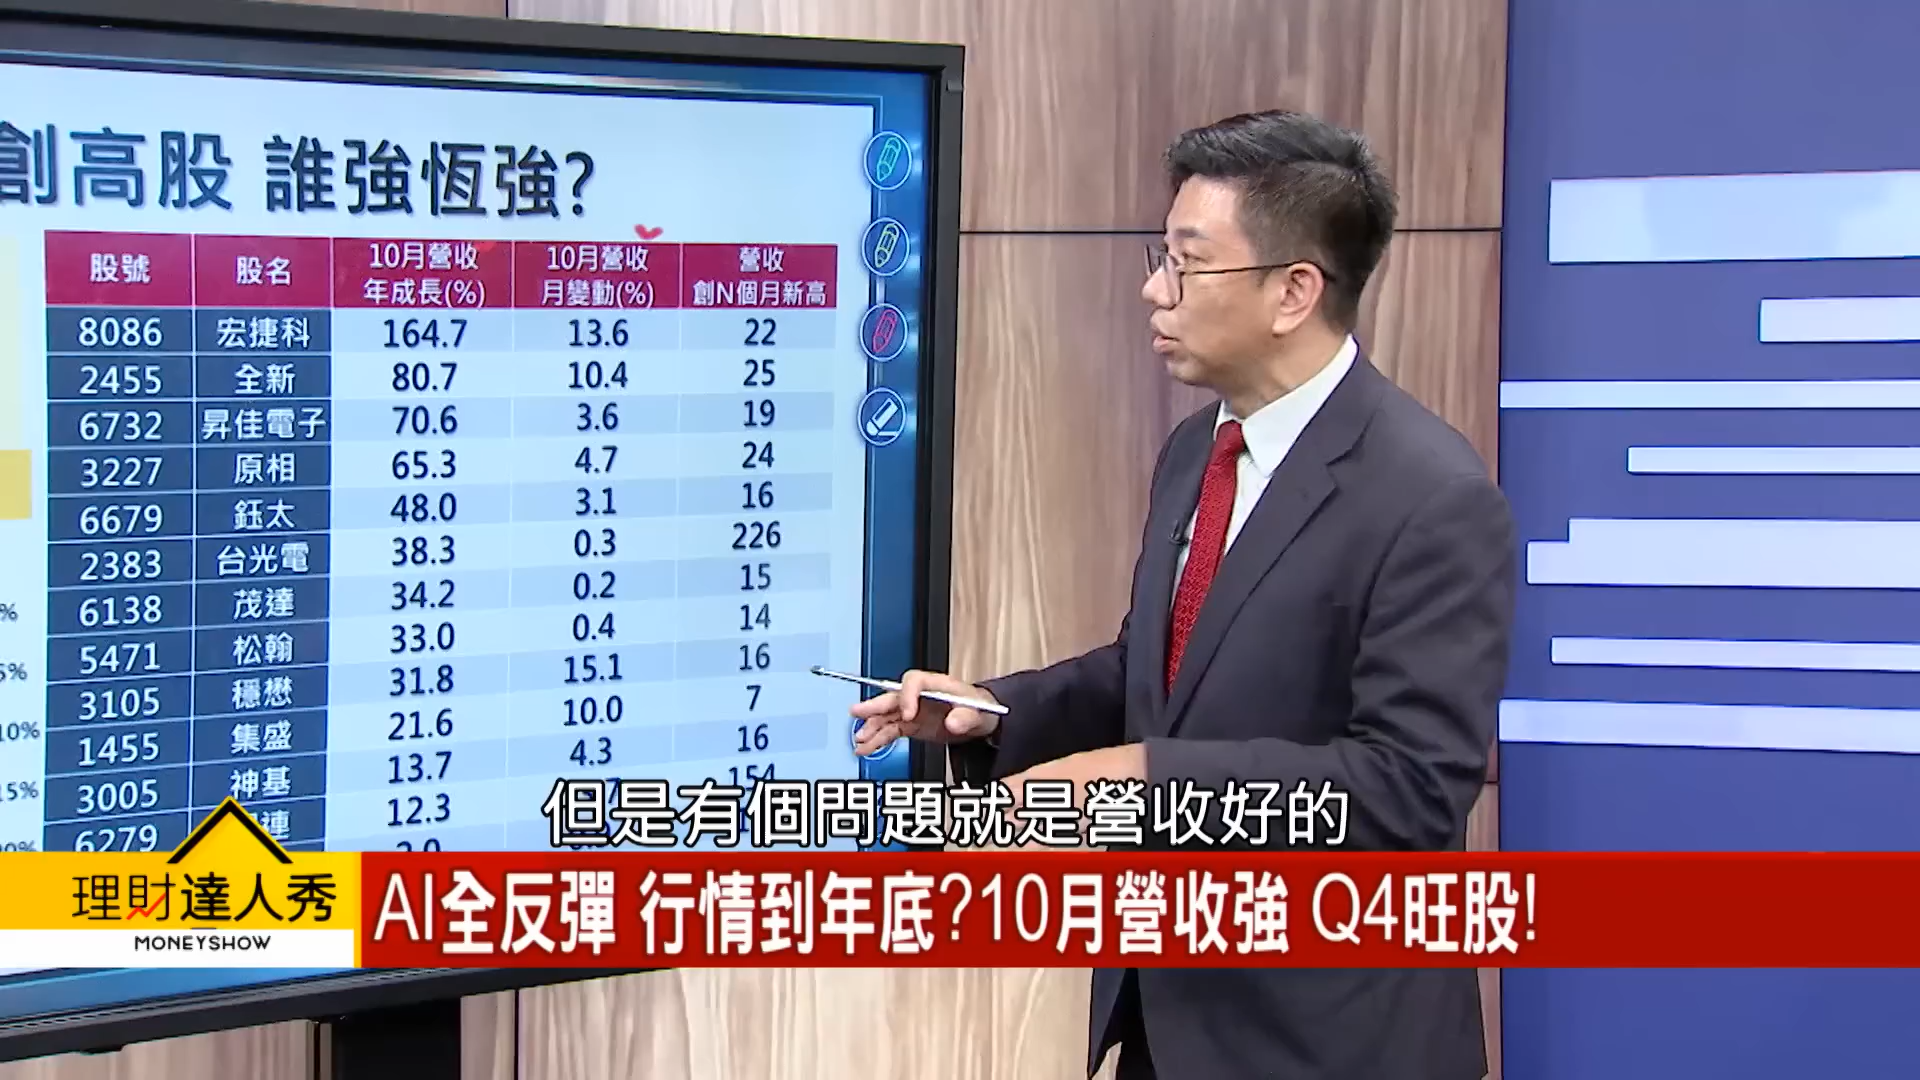 創高股 誰強恆強?
股號 股名 10月營收年成長(%) 10月營收月變動(%) 營收創N個月新高
8086 宏捷科 164.7 13.6 22
2455 全新 80.7 10.4 25
6732 昇佳電子 70.6 3.6 19
3227 原相 65.3 4.7 24
6679 鈺太 48.0 3.1 16
2383 台光電 38.3 0.3 226
6138 茂達 34.2 0.2 15
5471 松翰 33.0 0.4 14
3105 穩懋 31.8 15.1 16
1455 集盛 21.6 10.0 7
3005 神基 13.7 4.3 16
6279 連 12.3 154
%
5%
10%
15%
但是有個問題就是營收好的
理財達人秀
MONEYSHOW
AI全反彈 行情到年底?10月營收強 Q4旺股!